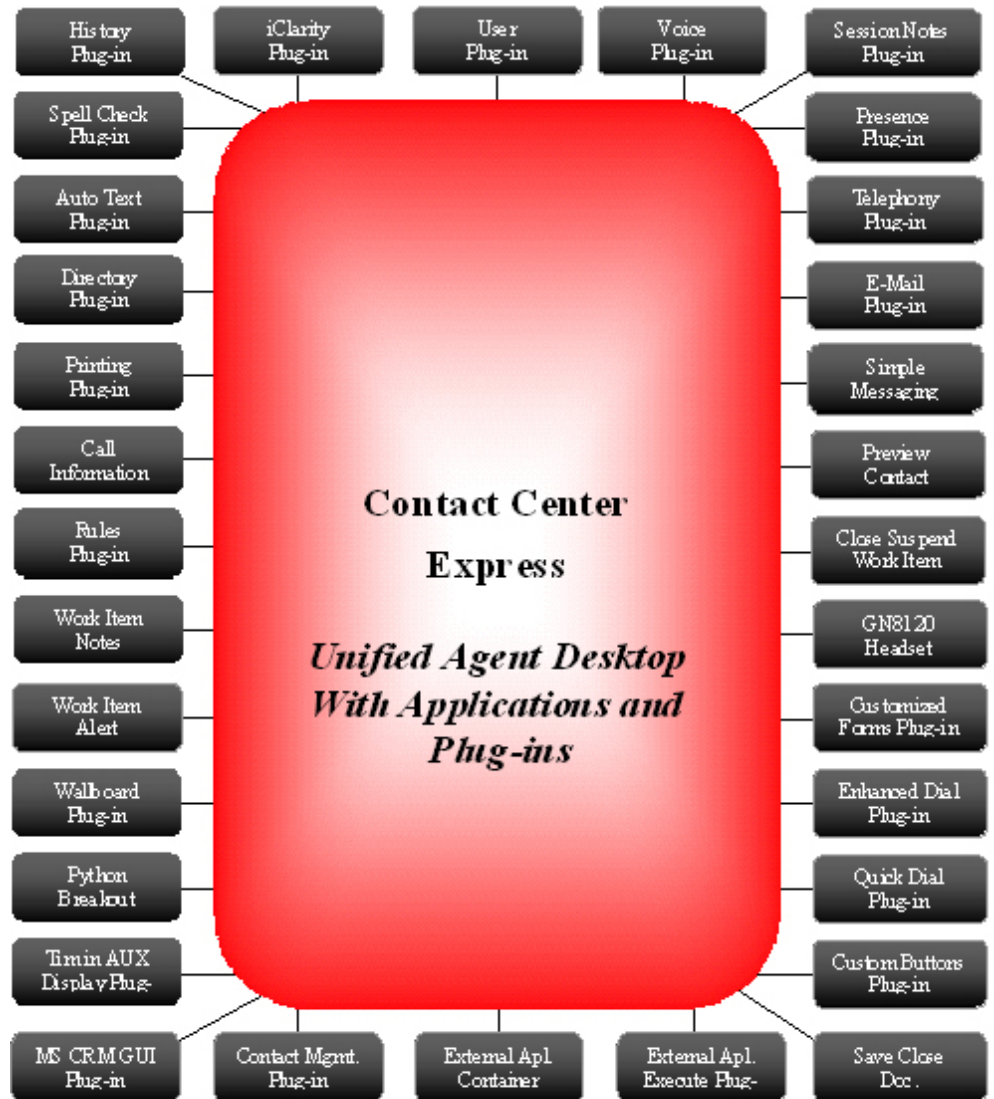 History
Plug-in
iClarity
Plug-in
User
Plug-in
Voice
Plug-in
Session Notes
Plug-in
Spell Check
Plug-in
Presence
Plug-in
Auto Text
Plug-in
Telephony
Plug-in
Directory
Plug-in
E-Mail
Plug-in
Printing
Plug-in
Simple
Messaging
Call
Information
Preview
Contact
Rules
Plug-in
Close Suspend
Work Item
Work Item
Notes
GN8120
Headset
Work Item
Alert
Customized
Forms Plug-in
Wallboard
Plug-in
Enhanced Dial
Plug-in
Python
Breakout
Quick Dial
Plug-in
Tim in AUX
Display Plug-
Custom Buttons
Plug-in
Contact Center
Express
Unified Agent Desktop
With Applications and
Plug-ins
MS CRM GUI
Plug-in
Contact Mgmt.
Plug-in
External Apl
Container
External Apl.
Execute Plug-
Save Close
Doc.